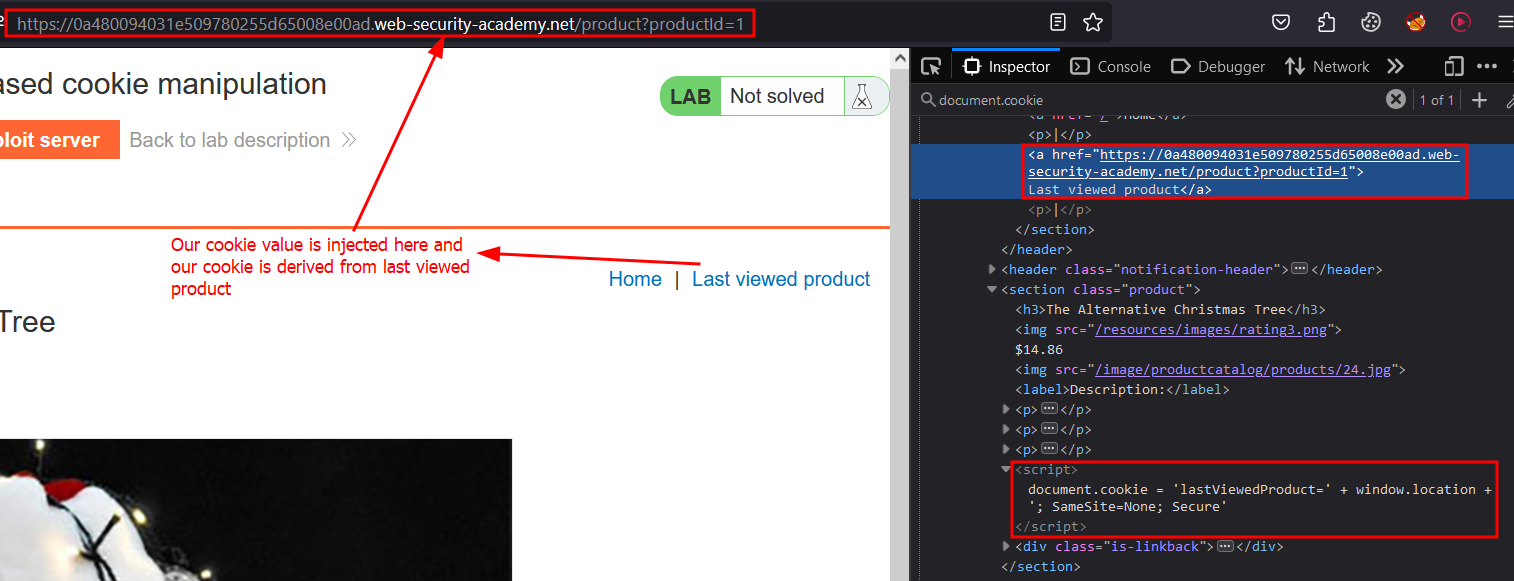 https://0a480094031e509780255d65008e00ad.web-security-academy.net/product?productId=1
ased cookie manipulation
LAB Not solved
loit server Back to lab description
Our cookie value is injected here and
our cookie is derived from last viewed
product
Home | Last viewed product
Tree
Inspector Console Debugger Network
document.cookie 1 of 1
<a href="/">Home</a>
<p>|</p>
<a href="https://0a480094031e509780255d65008e00ad.web-
security-academy.net/product?productId=1">
Last viewed product</a>
<p>|</p>
</section>
</header>
<header class="notification-header"></header>
<section class="product">
<h3>The Alternative Christmas Tree</h3>
<img src="/resources/images/rating3.png">
$14.86
<img src="/image/productcatalog/products/24.jpg">
<label>Description:</label>
<p></p>
<p></p>
<p></p>
<script>
document.cookie = 'lastViewedProduct=' + window.location +
'; SameSite=None; Secure'
</script>
<div class="is-linkback"></div>
</section>